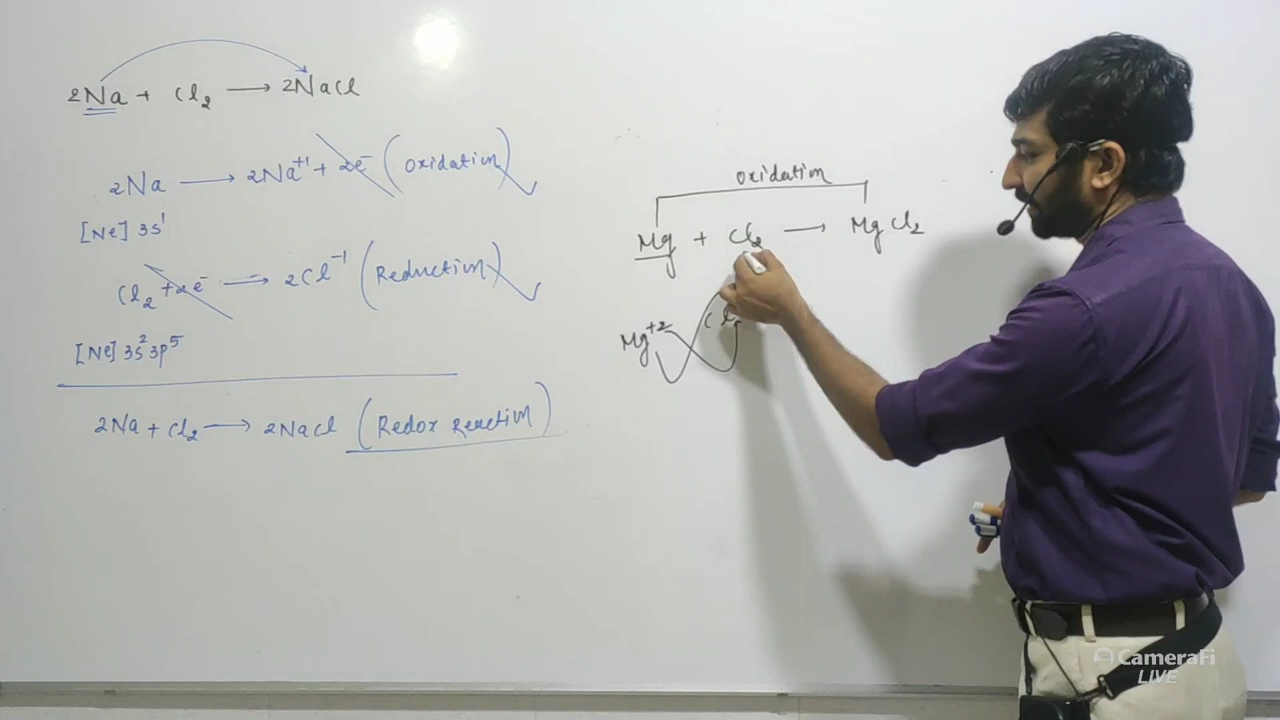 2Na + Cl₂ ⟶ 2NaCl
2Na ⟶ 2Na⁺¹ + 2e⁻ (Oxidation)
[Ne] 3s¹
Cl₂ + 2e⁻ ⟶ 2Cl⁻¹ (Reduction)
[Ne] 3s² 3p⁵
2Na + Cl₂ ⟶ 2NaCl (Redox Reaction)
Oxidation
Mg + Cl₂ ⟶ MgCl₂
Mg⁺² Cl
CameraFi
LIVE